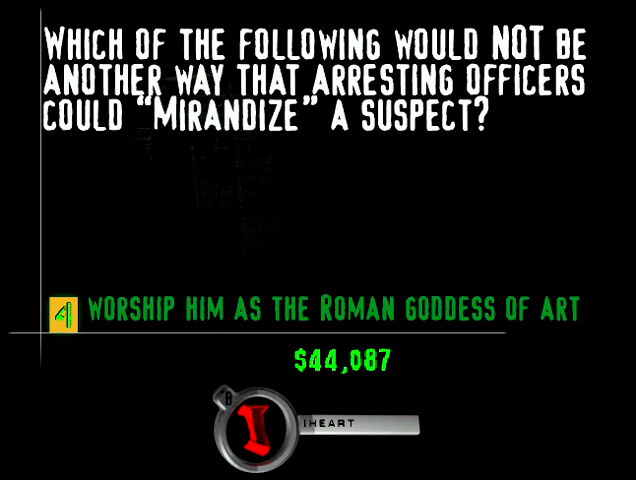 Which of the following would NOT be
another way that arresting officers
could “Mirandize” a suspect?
4 worship him as the Roman goddess of art
$44,087
8
1
IHEART